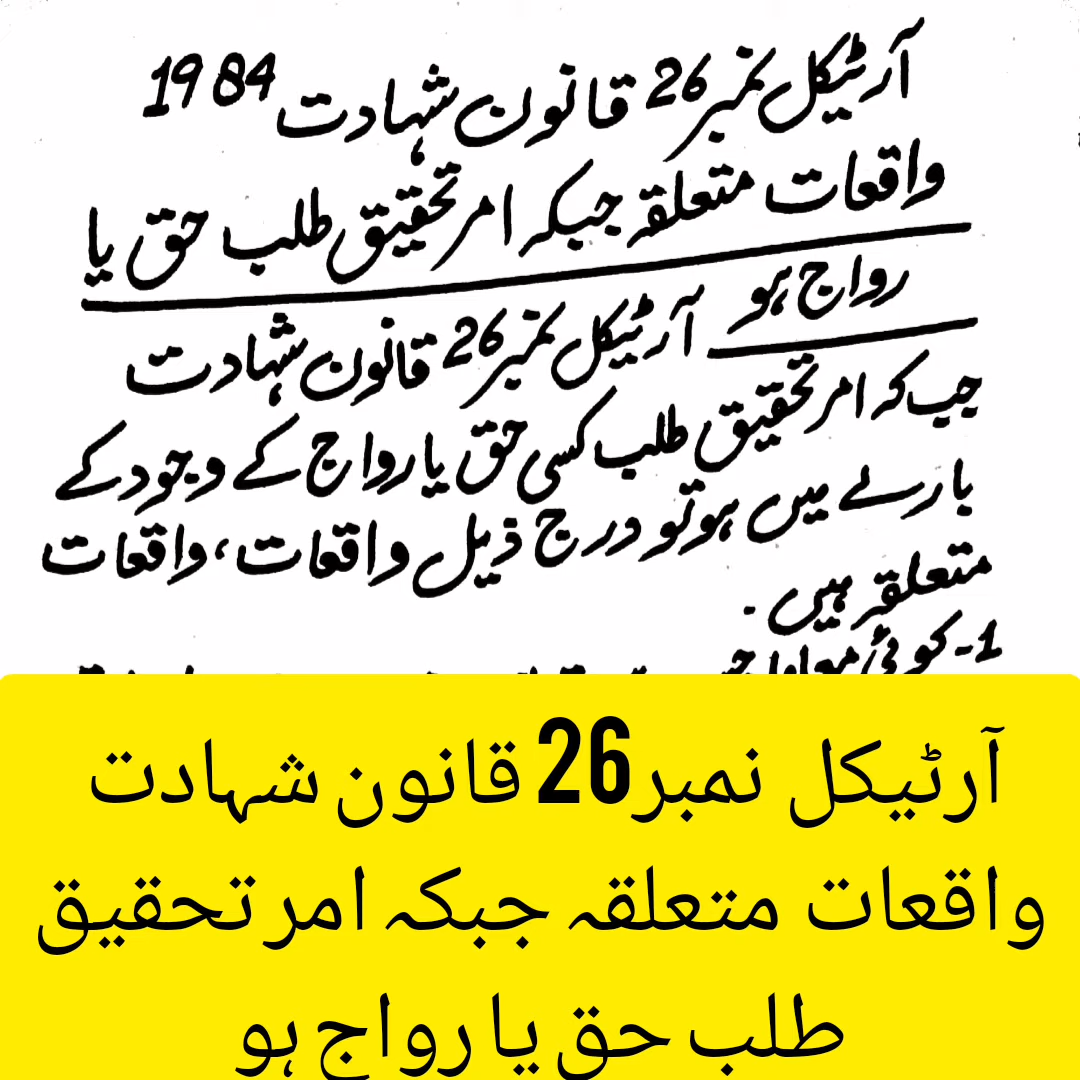 آرٹیکل نمبر 26 قانون شہادت 1984
واقعات متعلقہ جبکہ امر تحقیق طلب حق یا
رواج ہو
آرٹیکل نمبر 26 قانون شہادت
جب کہ امر تحقیق طلب کسی حق یا رواج کے وجود کے
بارے میں ہو تو درج ذیل واقعات، واقعات
متعلقہ ہیں۔
1۔ کوئی
آرٹیکل نمبر 26 قانون شہادت
واقعات متعلقہ جبکہ امر تحقیق
طلب حق یا رواج ہو